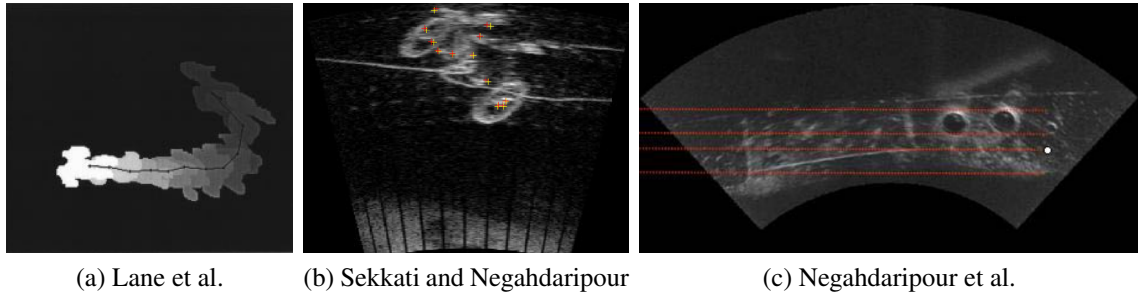 (a) Lane et al.
(b) Sekkati and Negahdaripour
(c) Negahdaripour et al.